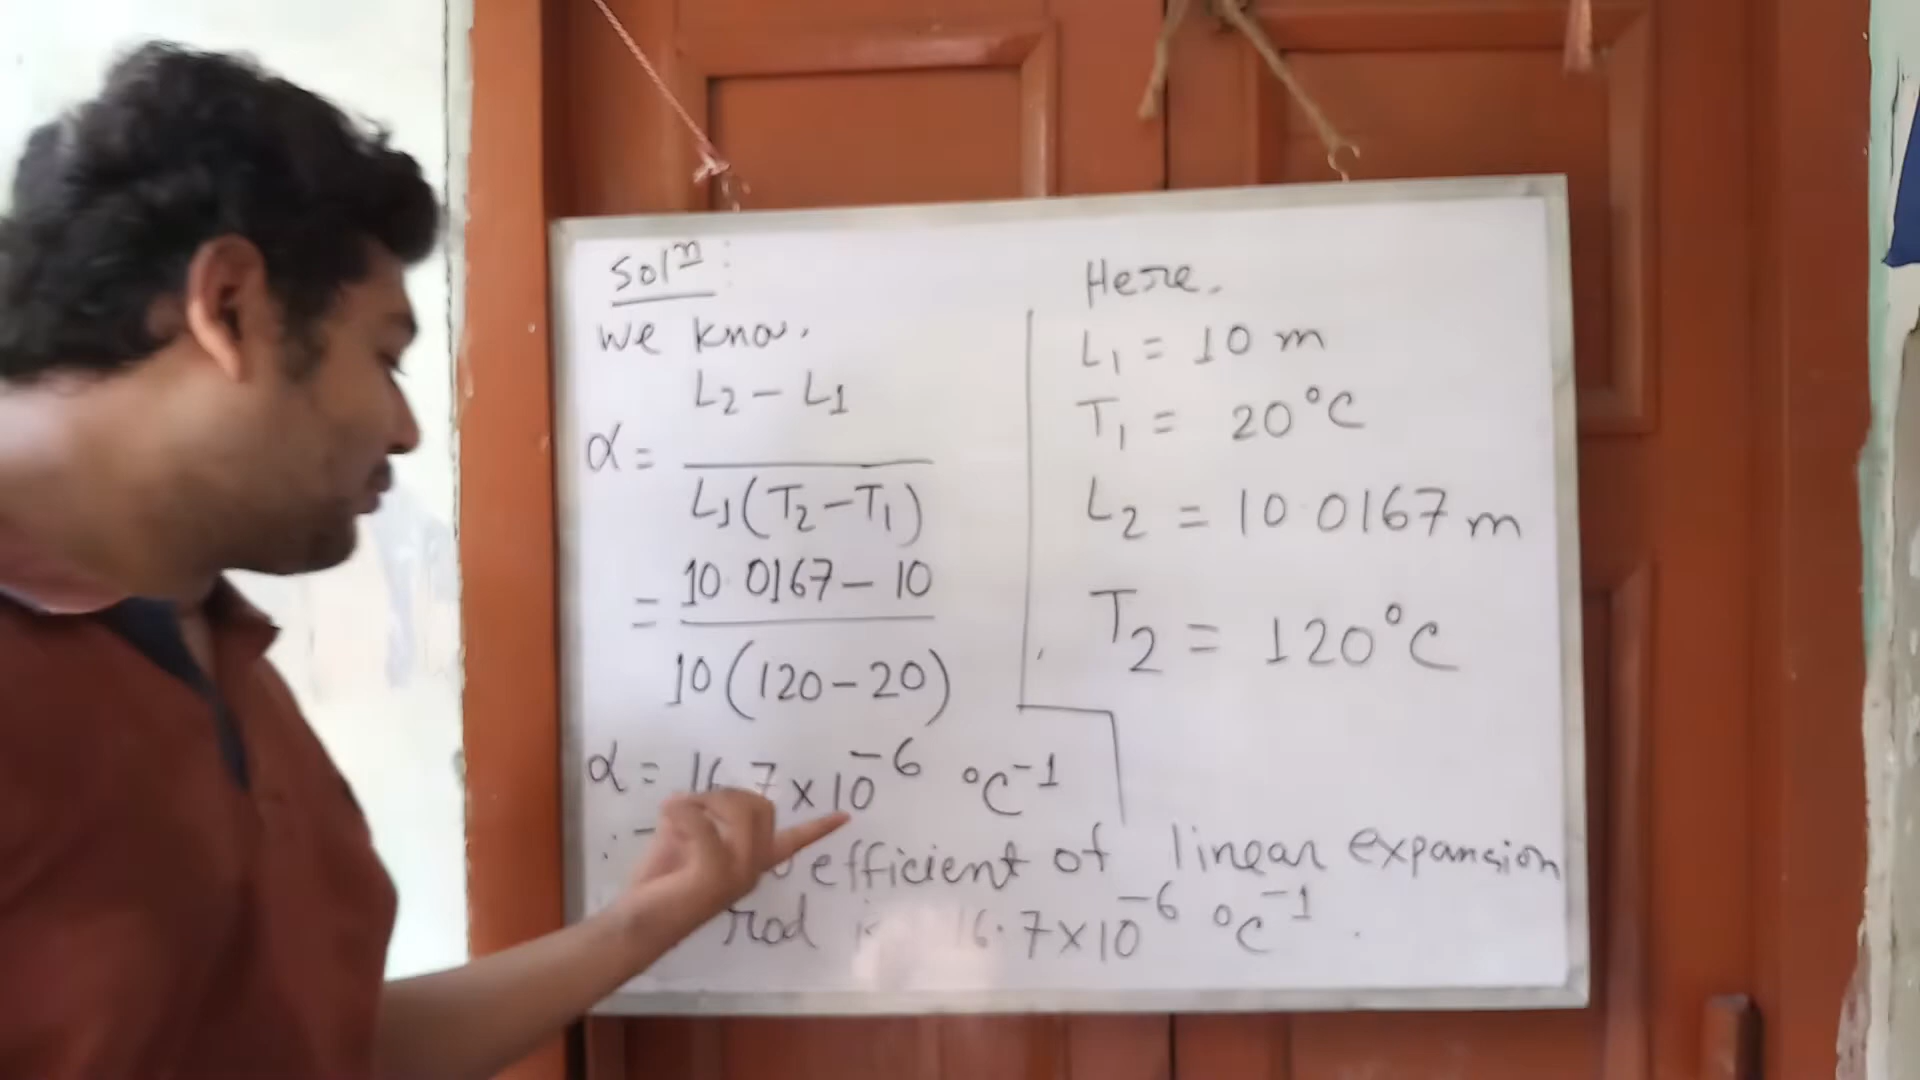 Solⁿ:
We know.
L₂ - L₁
α =
L₁(T₂-T₁)
= 10.0167 - 10
10(120-20)
α = 16.7×10⁻⁶ °C⁻¹
efficient of linear expansion
rod is 16.7×10⁻⁶ °C⁻¹.
Here,
L₁ = 10 m
T₁ = 20°C
L₂ = 10.0167 m
T₂ = 120°C